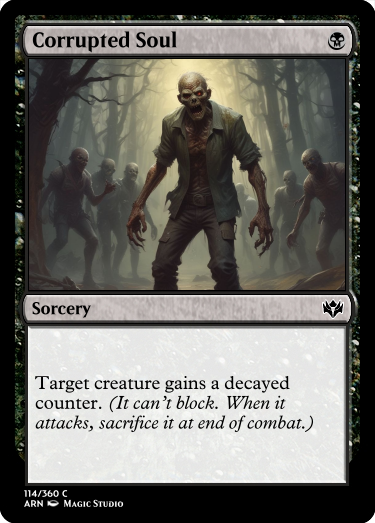 Corrupted Soul
Sorcery
Target creature gains a decayed
counter. (It can't block. When it
attacks, sacrifice it at end of combat.)
114/360 C
ARN Magic Studio